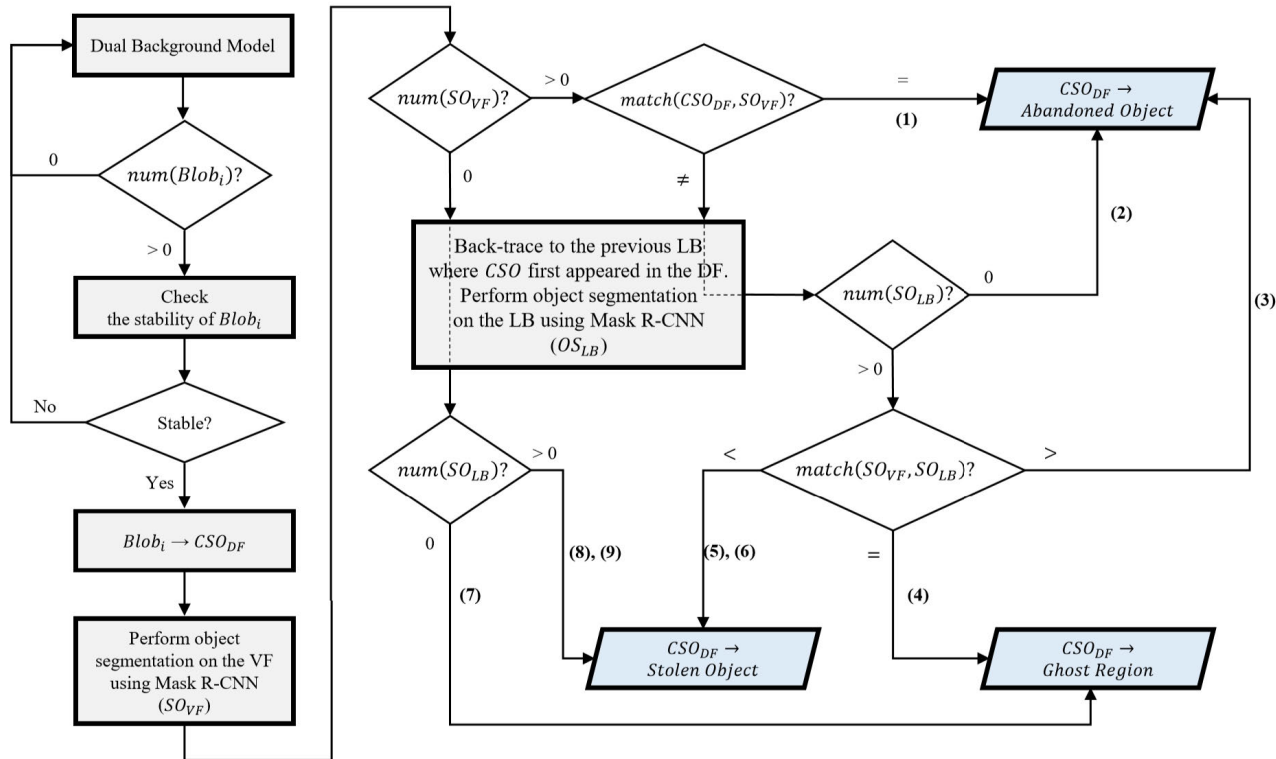 Dual Background Model
0
num(Blob_i)?
> 0
Check
the stability of Blob_i
No
Stable?
Yes
Blob_i → CSO_DF
Perform object
segmentation on the VF
using Mask R-CNN
(SO_VF)
num(SO_VF)?
> 0
match(CSO_DF, SO_VF)?
=
(1)
CSO_DF →
Abandoned Object
0
≠
(2)
Back-trace to the previous LB
where CSO first appeared in the DF.
Perform object segmentation
on the LB using Mask R-CNN
(OS_LB)
num(SO_LB)?
0
(3)
> 0
num(SO_LB)?
> 0
<
match(SO_VF, SO_LB)?
>
0
(8), (9)
(5), (6)
=
(7)
(4)
CSO_DF →
Stolen Object
CSO_DF →
Ghost Region